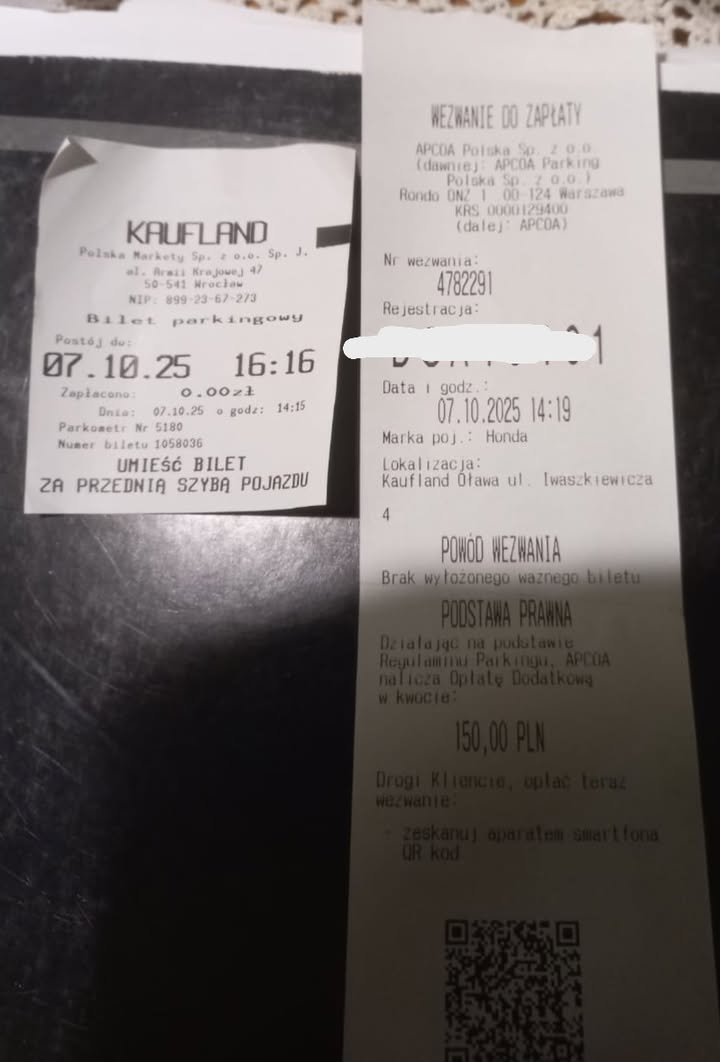 KAUFLAND
Polska Markety Sp. z o.o. Sp. J.
al. Armii Krajowej 47
50-541 Wrocław
NIP: 899-23-67-273
Bilet parkingowy
Postój do:
07.10.25 16:16
Zapłacono: 0.00zł
Dnia: 07.10.25 o godz: 14:15
Parkometr Nr 5180
Numer biletu 1058036
UMIEŚĆ BILET
ZA PRZEDNIĄ SZYBĄ POJAZDU
WEZWANIE DO ZAPŁATY
APCOA Polska Sp. z o.o.
(dawniej: APCOA Parking
Polska Sp. z o.o.)
Rondo ONZ 1 00-124 Warszawa
KRS 0000129400
(dalej: APCOA)
Nr wezwania:
4782291
Rejestracja:
Data i godz.:
07.10.2025 14:19
Marka poj.: Honda
Lokalizacja:
Kaufland Oława ul. Iwaszkiewicza
4
POWÓD WEZWANIA
Brak wyłożonego ważnego biletu
PODSTAWA PRAWNA
Działając na podstawie
Regulaminu Parkingu, APCOA
nalicza Opłatę Dodatkową
w kwocie:
150,00 PLN
Drogi Kliencie, opłać teraz
wezwanie:
- zeskanuj aparatem smartfona
QR kod